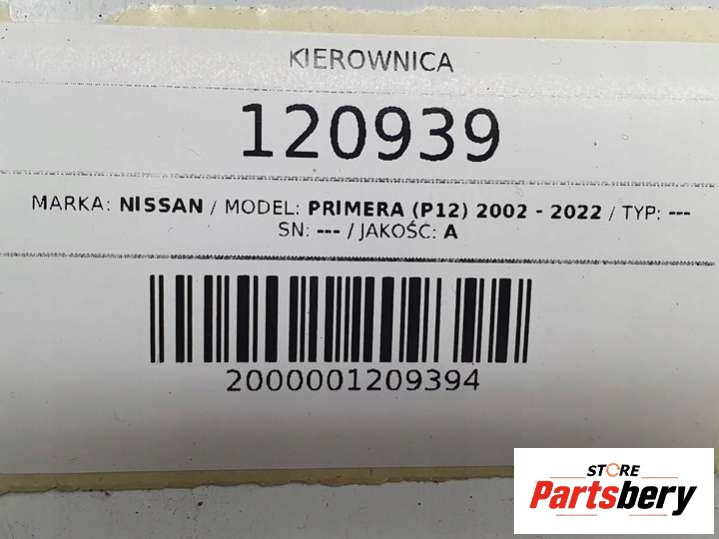 KIEROWNICA
120939
MARKA: NISSAN / MODEL: PRIMERA (P12) 2002 - 2022 / TYP: ---
SN: --- / JAKOŚĆ: A
2000001209394
STORE
Partsbery